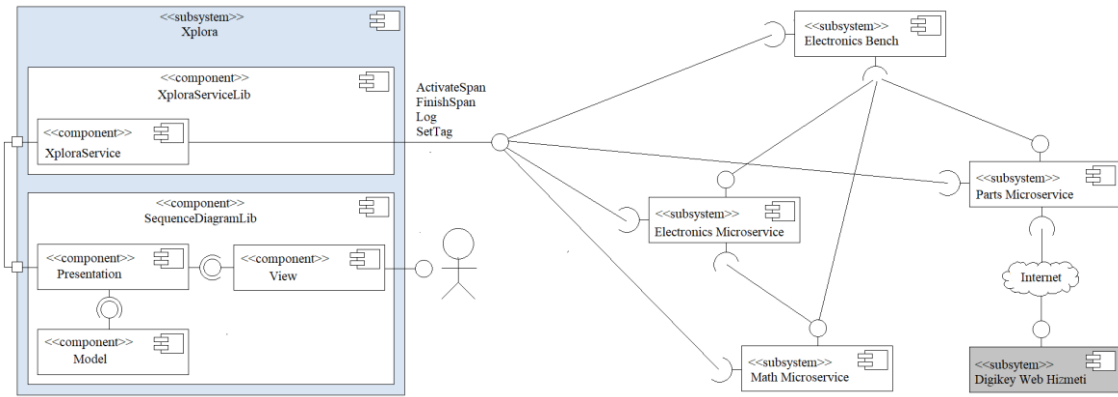 <<subsystem>>
Xplora
<<component>>
XploraServiceLib
<<component>>
XploraService
<<component>>
SequenceDiagramLib
<<component>>
Presentation
<<component>>
View
<<component>>
Model
ActivateSpan
FinishSpan
Log
SetTag
<<subsystem>>
Electronics Bench
<<subsystem>>
Parts Microservice
<<subsystem>>
Electronics Microservice
Internet
<<subsystem>>
Math Microservice
<<subsytem>>
Digikey Web Hizmeti